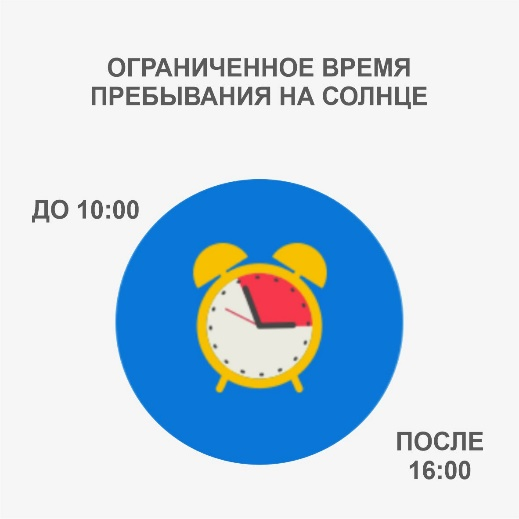 ОГРАНИЧЕННОЕ ВРЕМЯ
ПРЕБЫВАНИЯ НА СОЛНЦЕ
ДО 10:00
ПОСЛЕ
16:00